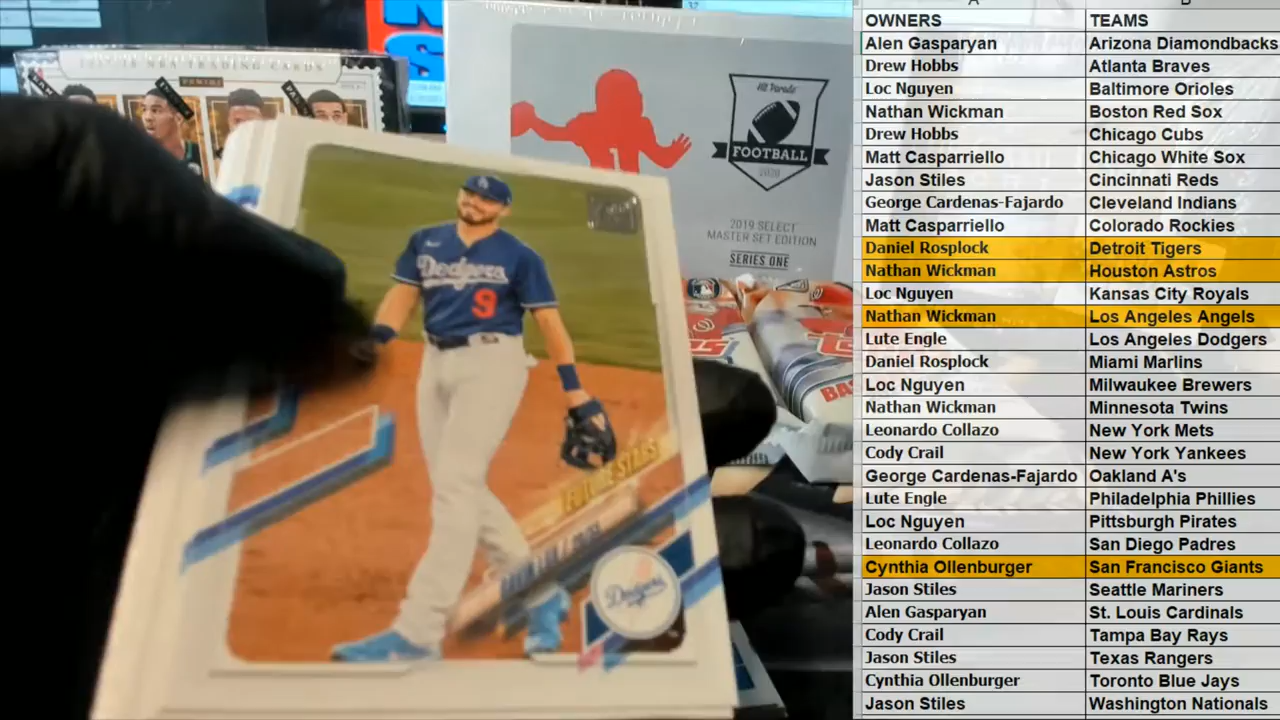 OWNERS TEAMS
Alen Gasparyan Arizona Diamondbacks
Drew Hobbs Atlanta Braves
Loc Nguyen Baltimore Orioles
Nathan Wickman Boston Red Sox
Drew Hobbs Chicago Cubs
Matt Casparriello Chicago White Sox
Jason Stiles Cincinnati Reds
George Cardenas-Fajardo Cleveland Indians
Matt Casparriello Colorado Rockies
Daniel Rosplock Detroit Tigers
Nathan Wickman Houston Astros
Loc Nguyen Kansas City Royals
Nathan Wickman Los Angeles Angels
Lute Engle Los Angeles Dodgers
Daniel Rosplock Miami Marlins
Loc Nguyen Milwaukee Brewers
Nathan Wickman Minnesota Twins
Leonardo Collazo New York Mets
Cody Crail New York Yankees
George Cardenas-Fajardo Oakland A's
Lute Engle Philadelphia Phillies
Loc Nguyen Pittsburgh Pirates
Leonardo Collazo San Diego Padres
Cynthia Ollenburger San Francisco Giants
Jason Stiles Seattle Mariners
Alen Gasparyan St. Louis Cardinals
Cody Crail Tampa Bay Rays
Jason Stiles Texas Rangers
Cynthia Ollenburger Toronto Blue Jays
Jason Stiles Washington Nationals
NBA TRADING CARDS
PANINI
Hit Parade
FOOTBALL
2020
2019 SELECT
MASTER SET EDITION
SERIES ONE
Dodgers
9
FUTURE STARS
Dodgers